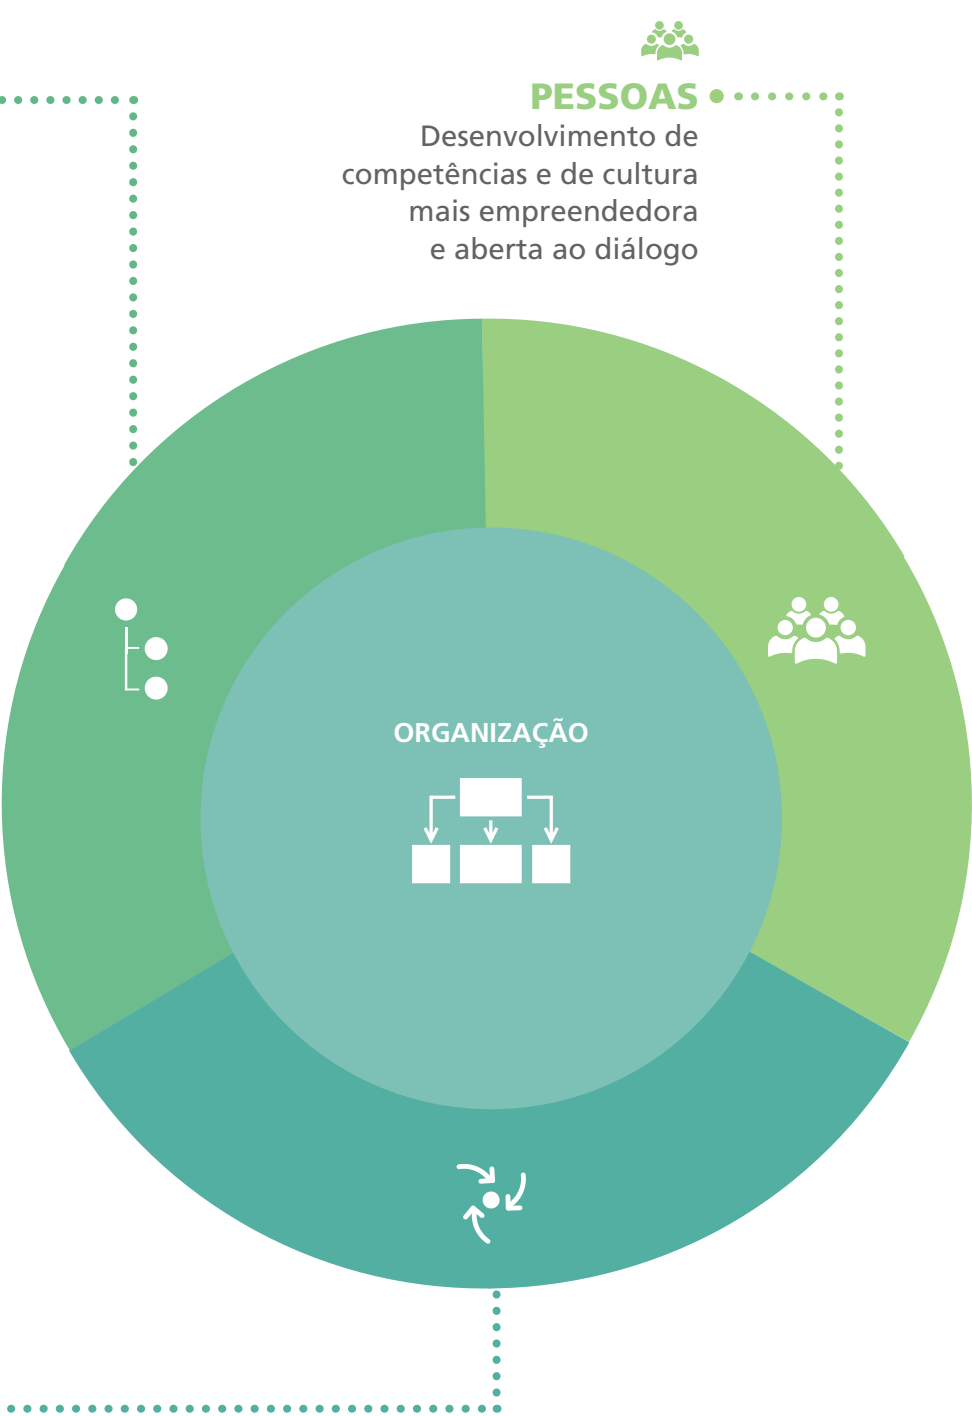 PESSOAS
Desenvolvimento de
competências e de cultura
mais empreendedora
e aberta ao diálogo
ORGANIZAÇÃO